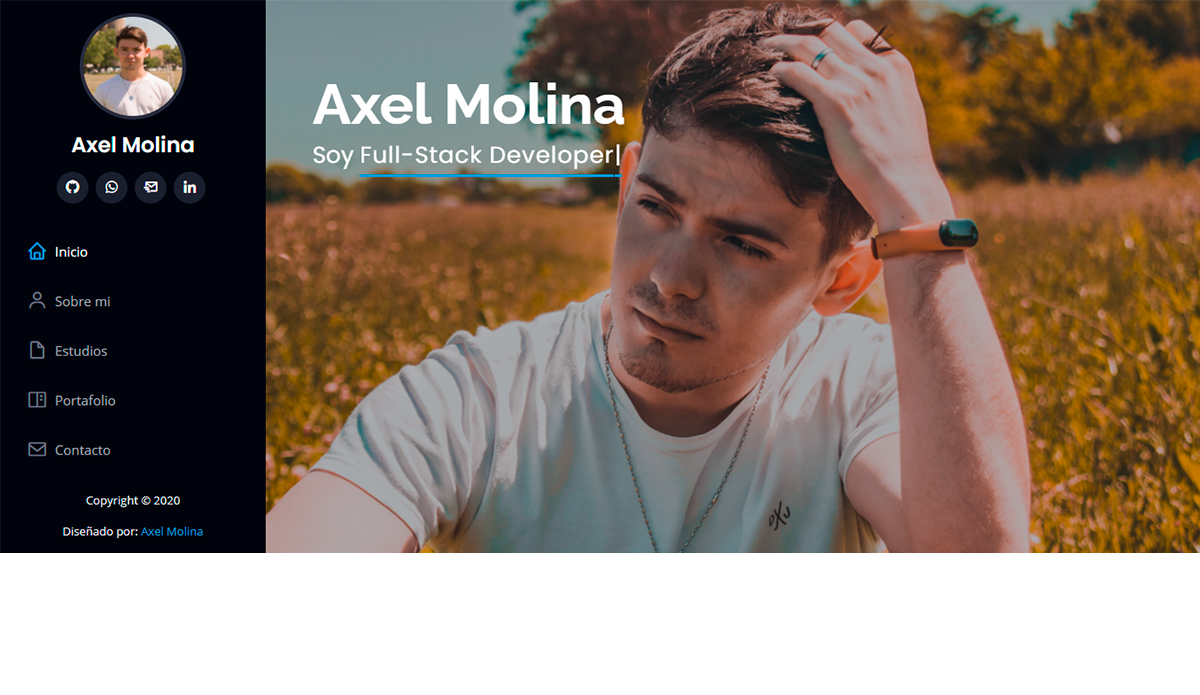 Axel Molina
Inicio
Sobre mi
Estudios
Portafolio
Contacto
Copyright © 2020
Diseñado por: Axel Molina
Axel Molina
Soy Full-Stack Developer|